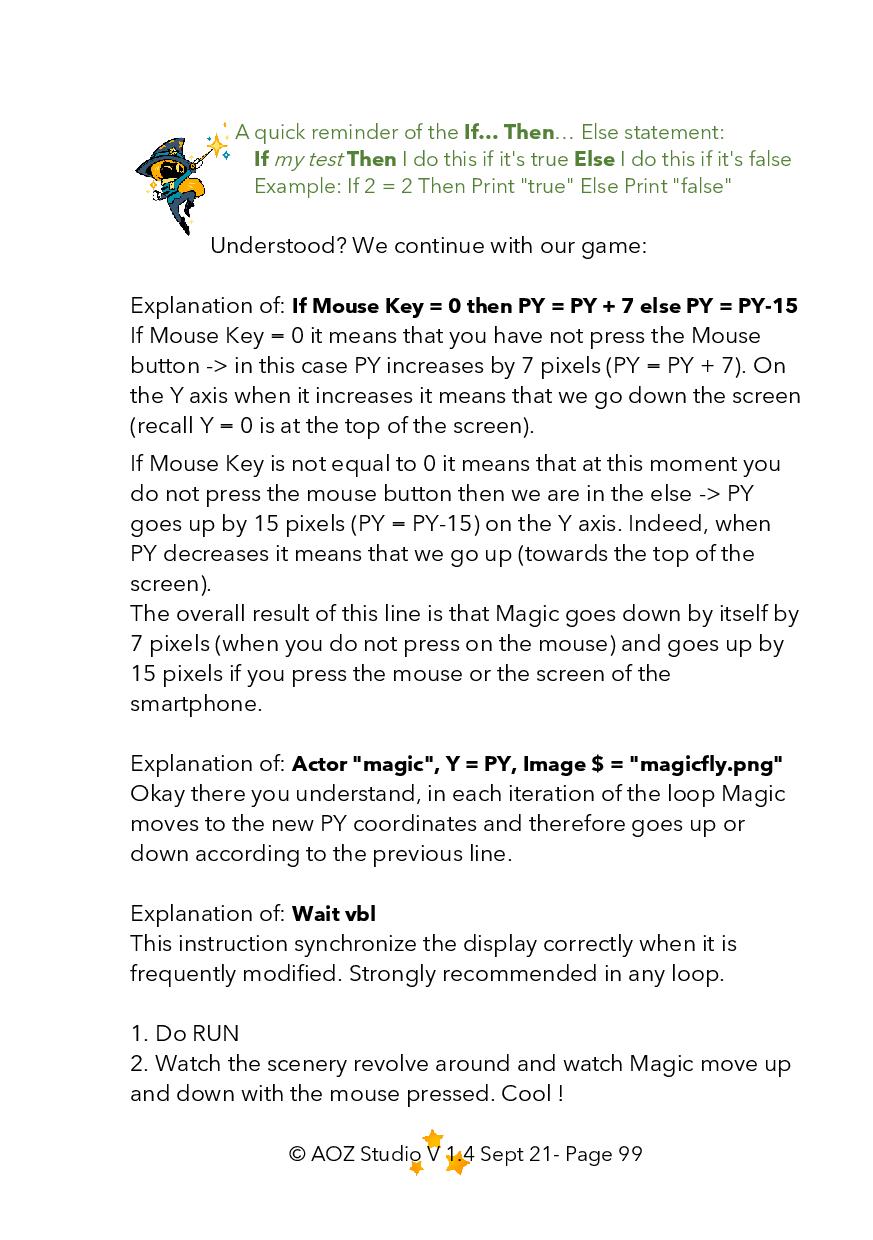 A quick reminder of the If... Then... Else statement:
If my test Then I do this if it's true Else I do this if it's false
Example: If 2 = 2 Then Print "true" Else Print "false"
Understood? We continue with our game:
Explanation of: If Mouse Key = 0 then PY = PY + 7 else PY = PY-15
If Mouse Key = 0 it means that you have not press the Mouse
button -> in this case PY increases by 7 pixels (PY = PY + 7). On
the Y axis when it increases it means that we go down the screen
(recall Y = 0 is at the top of the screen).
If Mouse Key is not equal to 0 it means that at this moment you
do not press the mouse button then we are in the else -> PY
goes up by 15 pixels (PY = PY-15) on the Y axis. Indeed, when
PY decreases it means that we go up (towards the top of the
screen).
The overall result of this line is that Magic goes down by itself by
7 pixels (when you do not press on the mouse) and goes up by
15 pixels if you press the mouse or the screen of the
smartphone.
Explanation of: Actor "magic", Y = PY, Image $ = "magicfly.png"
Okay there you understand, in each iteration of the loop Magic
moves to the new PY coordinates and therefore goes up or
down according to the previous line.
Explanation of: Wait vbl
This instruction synchronize the display correctly when it is
frequently modified. Strongly recommended in any loop.
1. Do RUN
2. Watch the scenery revolve around and watch Magic move up
and down with the mouse pressed. Cool !
© AOZ Studio V 1.4 Sept 21- Page 99